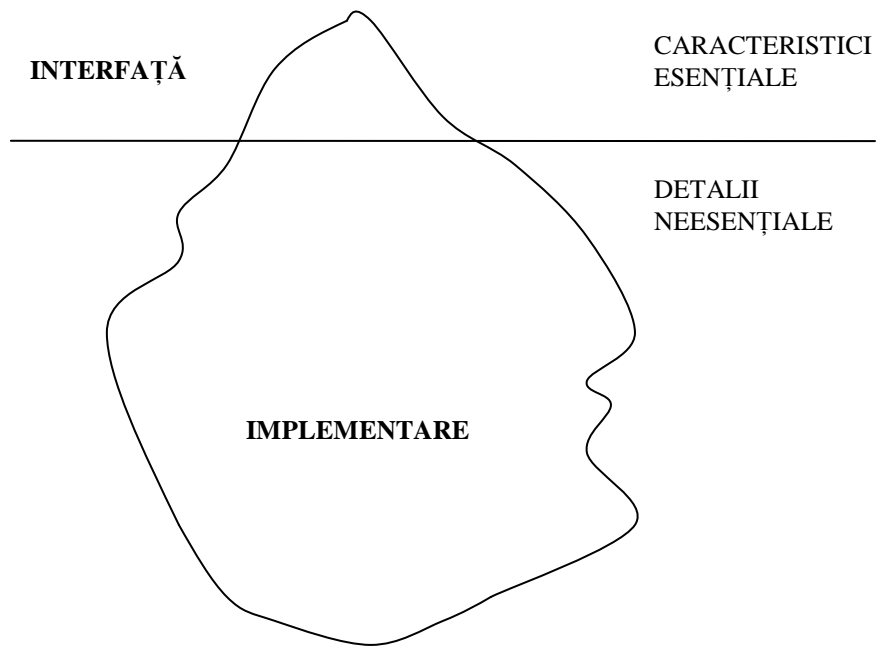 INTERFAȚĂ
CARACTERISTICI
ESENȚIALE
DETALII
NEESENȚIALE
IMPLEMENTARE